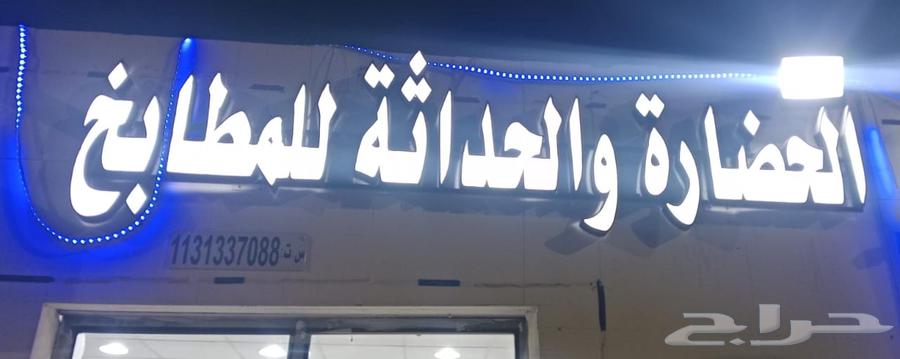 الحضارة والحداثة للمطابخ
س ت: 1131337088
حراج